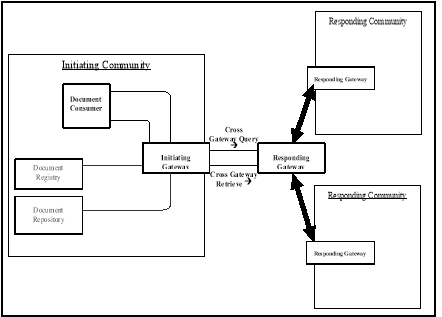 Responding Community
Initiating Community
Responding Gateway
Document
Consumer
Cross
Gateway Query
→
Initiating
Gateway
Responding
Gateway
Document
Registry
Cross Gateway
Retrieve →
Responding Community
Document
Repository
Responding Gateway